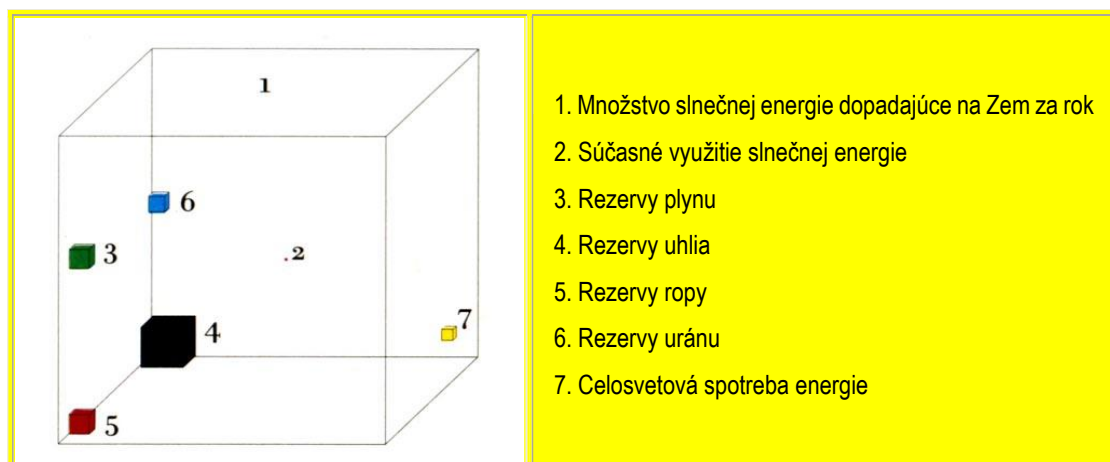 1
6
3
.2
4
7
5
1. Množstvo slnečnej energie dopadajúce na Zem za rok
2. Súčasné využitie slnečnej energie
3. Rezervy plynu
4. Rezervy uhlia
5. Rezervy ropy
6. Rezervy uránu
7. Celosvetová spotreba energie